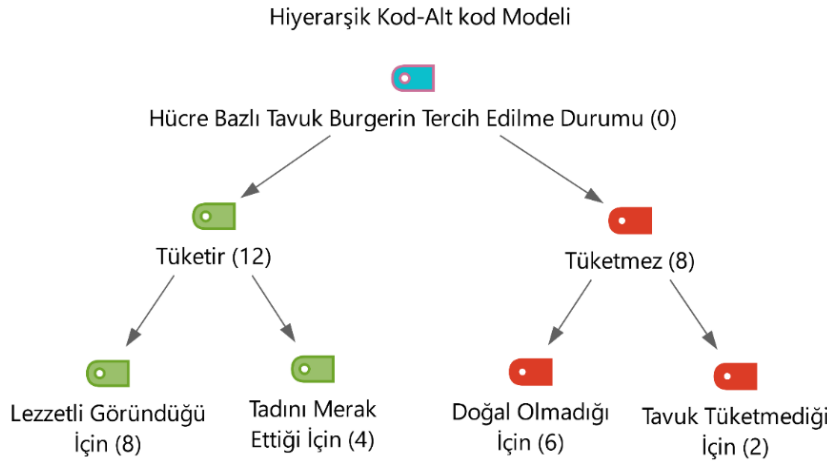 Hiyerarşik Kod-Alt kod Modeli
Hücre Bazlı Tavuk Burgerin Tercih Edilme Durumu (0)
Tüketir (12)
Tüketmez (8)
Lezzetli Göründüğü
İçin (8)
Tadını Merak
Ettiği İçin (4)
Doğal Olmadığı
İçin (6)
Tavuk Tüketmediği
İçin (2)